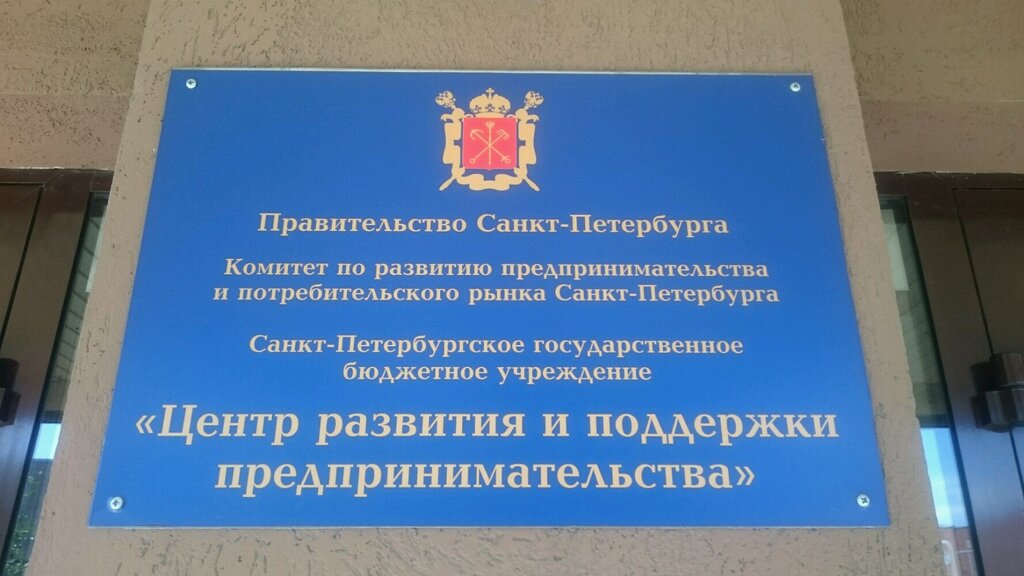 Правительство Санкт-Петербурга
Комитет по развитию предпринимательства
и потребительского рынка Санкт-Петербурга
Санкт-Петербургское государственное
бюджетное учреждение
«Центр развития и поддержки
предпринимательства»